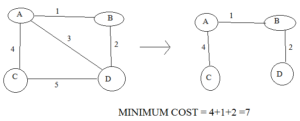 A 1 B A 1 B
3
4 2 4 2
C 5 D C D
MINIMUM COST = 4+1+2 =7